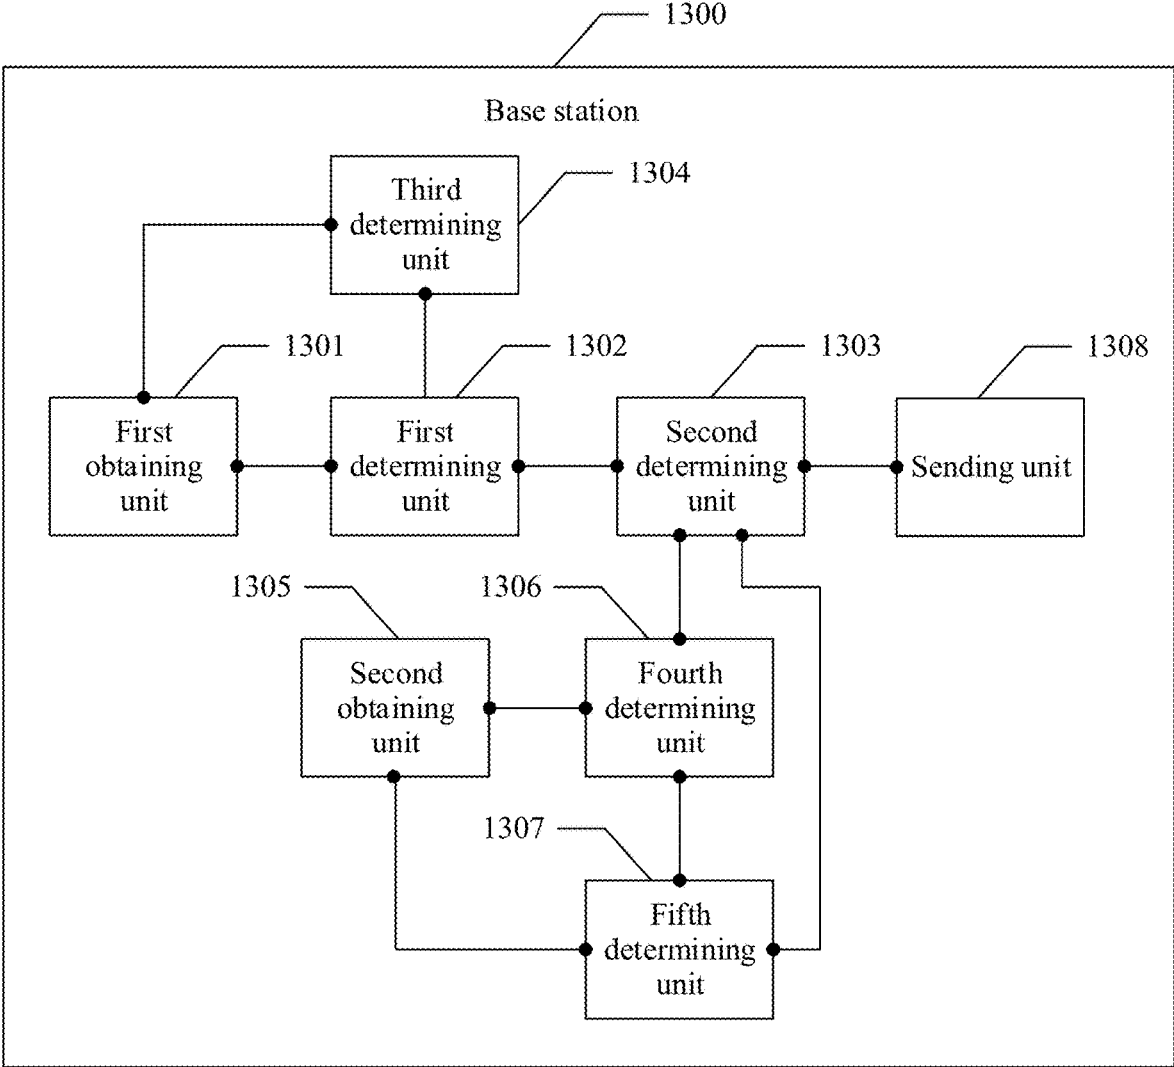 1300
Base station
1304
Third
determining
unit
1301
1302
1303
1308
First
obtaining
unit
First
determining
unit
Second
determining
unit
Sending unit
1305
1306
Second
obtaining
unit
Fourth
determining
unit
1307
Fifth
determining
unit